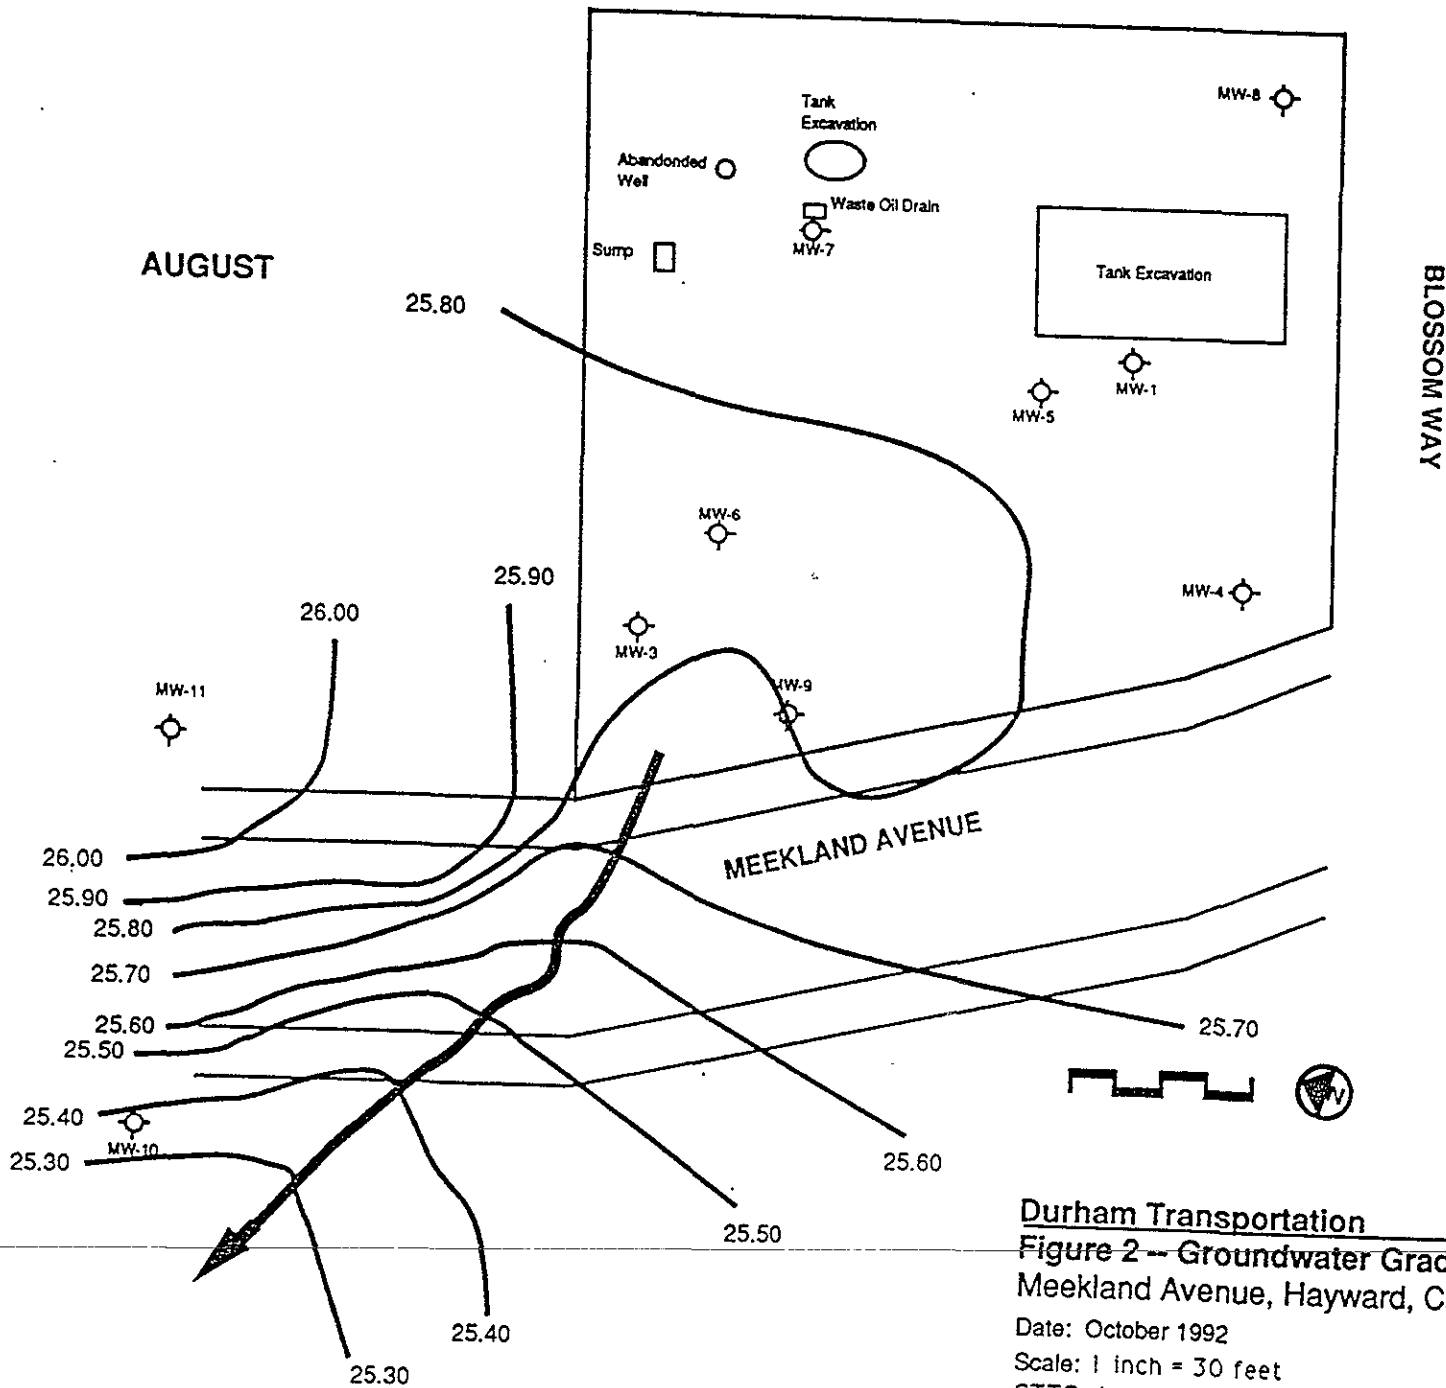 MW-8
Tank
Excavation
Abandonded
Well
Waste Oil Drain
MW-7
Sump
Tank Excavation
AUGUST
BLOSSOM WAY
25.80
MW-1
MW-5
MW-6
25.90
26.00
MW-4
MW-3
MW-11
MW-9
MEEKLAND AVENUE
26.00
25.90
25.80
25.70
25.60
25.50
25.70
25.40
MW-10
25.30
25.60
N
25.50
25.40
25.30
Durham Transportation
Figure 2 -- Groundwater Grad
Meekland Avenue, Hayward, C
Date: October 1992
Scale: 1 inch = 30 feet